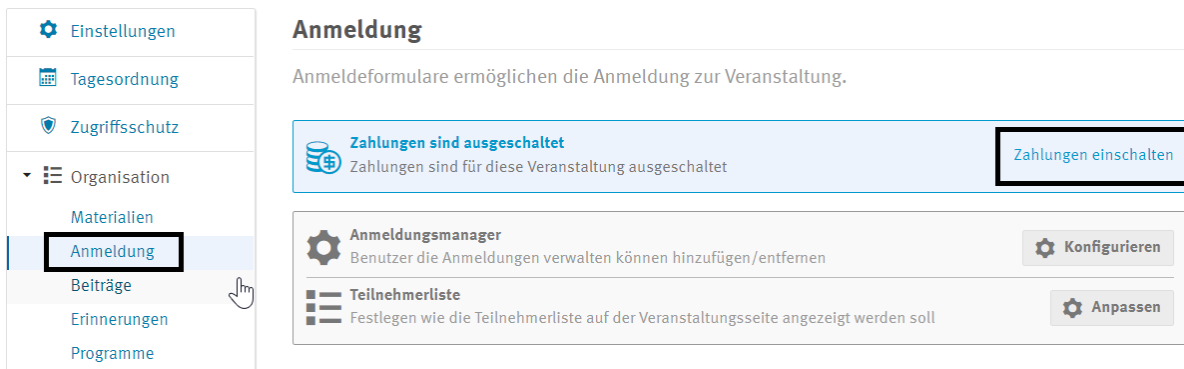 Einstellungen
Tagesordnung
Zugriffsschutz
Organisation
Materialien
Anmeldung
Beiträge
Erinnerungen
Programme
Anmeldung
Anmeldeformulare ermöglichen die Anmeldung zur Veranstaltung.
Zahlungen sind ausgeschaltet
Zahlungen sind für diese Veranstaltung ausgeschaltet
Zahlungen einschalten
Anmeldungsmanager
Benutzer die Anmeldungen verwalten können hinzufügen/entfernen
Konfigurieren
Teilnehmerliste
Festlegen wie die Teilnehmerliste auf der Veranstaltungsseite angezeigt werden soll
Anpassen